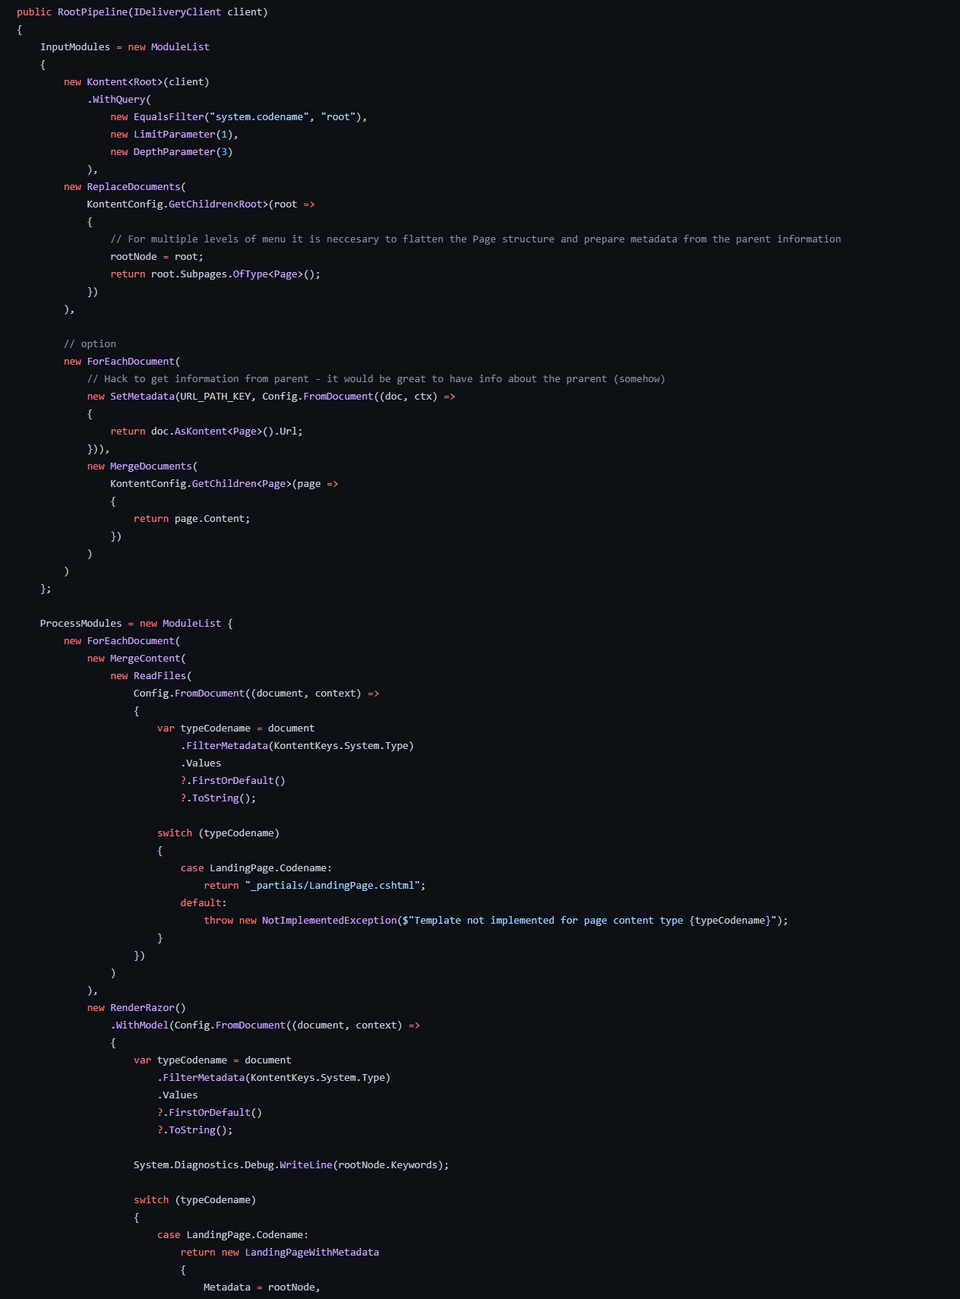 public RootPipeline(IDeliveryClient client)
{
    InputModules = new ModuleList
    {
        new Kontent<Root>(client)
            .WithQuery(
                new EqualsFilter("system.codename", "root"),
                new LimitParameter(1),
                new DepthParameter(3)
            ),
        new ReplaceDocuments(
            KontentConfig.GetChildren<Root>(root =>
            {
                // For multiple levels of menu it is neccesary to flatten the Page structure and prepare metadata from the parent information
                rootNode = root;
                return root.Subpages.OfType<Page>();
            })
        ),

        // option
        new ForEachDocument(
            // Hack to get information from parent - it would be great to have info about the prarent (somehow)
            new SetMetadata(URL_PATH_KEY, Config.FromDocument((doc, ctx) =>
            {
                return doc.AsKontent<Page>().Url;
            })),
            new MergeDocuments(
                KontentConfig.GetChildren<Page>(page =>
                {
                    return page.Content;
                })
            )
        )
    };

    ProcessModules = new ModuleList {
        new ForEachDocument(
            new MergeContent(
                new ReadFiles(
                    Config.FromDocument((document, context) =>
                    {
                        var typeCodename = document
                            .FilterMetadata(KontentKeys.System.Type)
                            .Values
                            ?.FirstOrDefault()
                            ?.ToString();

                        switch (typeCodename)
                        {
                            case LandingPage.Codename:
                                return "_partials/LandingPage.cshtml";
                            default:
                                throw new NotImplementedException($"Template not implemented for page content type {typeCodename}");
                        }
                    })
                )
            ),
            new RenderRazor()
                .WithModel(Config.FromDocument((document, context) =>
                {
                    var typeCodename = document
                        .FilterMetadata(KontentKeys.System.Type)
                        .Values
                        ?.FirstOrDefault()
                        ?.ToString();

                    System.Diagnostics.Debug.WriteLine(rootNode.Keywords);

                    switch (typeCodename)
                    {
                        case LandingPage.Codename:
                            return new LandingPageWithMetadata
                            {
                                Metadata = rootNode,